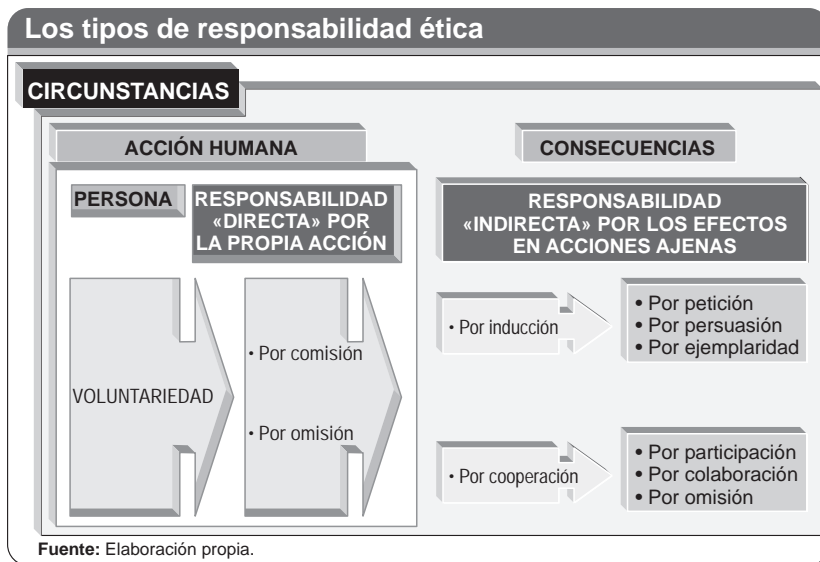 Los tipos de responsabilidad ética
CIRCUNSTANCIAS
ACCIÓN HUMANA
PERSONA
RESPONSABILIDAD
«DIRECTA» POR
LA PROPIA ACCIÓN
VOLUNTARIEDAD
• Por comisión
• Por omisión
CONSECUENCIAS
RESPONSABILIDAD
«INDIRECTA» POR LOS EFECTOS
EN ACCIONES AJENAS
• Por inducción
• Por petición
• Por persuasión
• Por ejemplaridad
• Por cooperación
• Por participación
• Por colaboración
• Por omisión
Fuente: Elaboración propia.